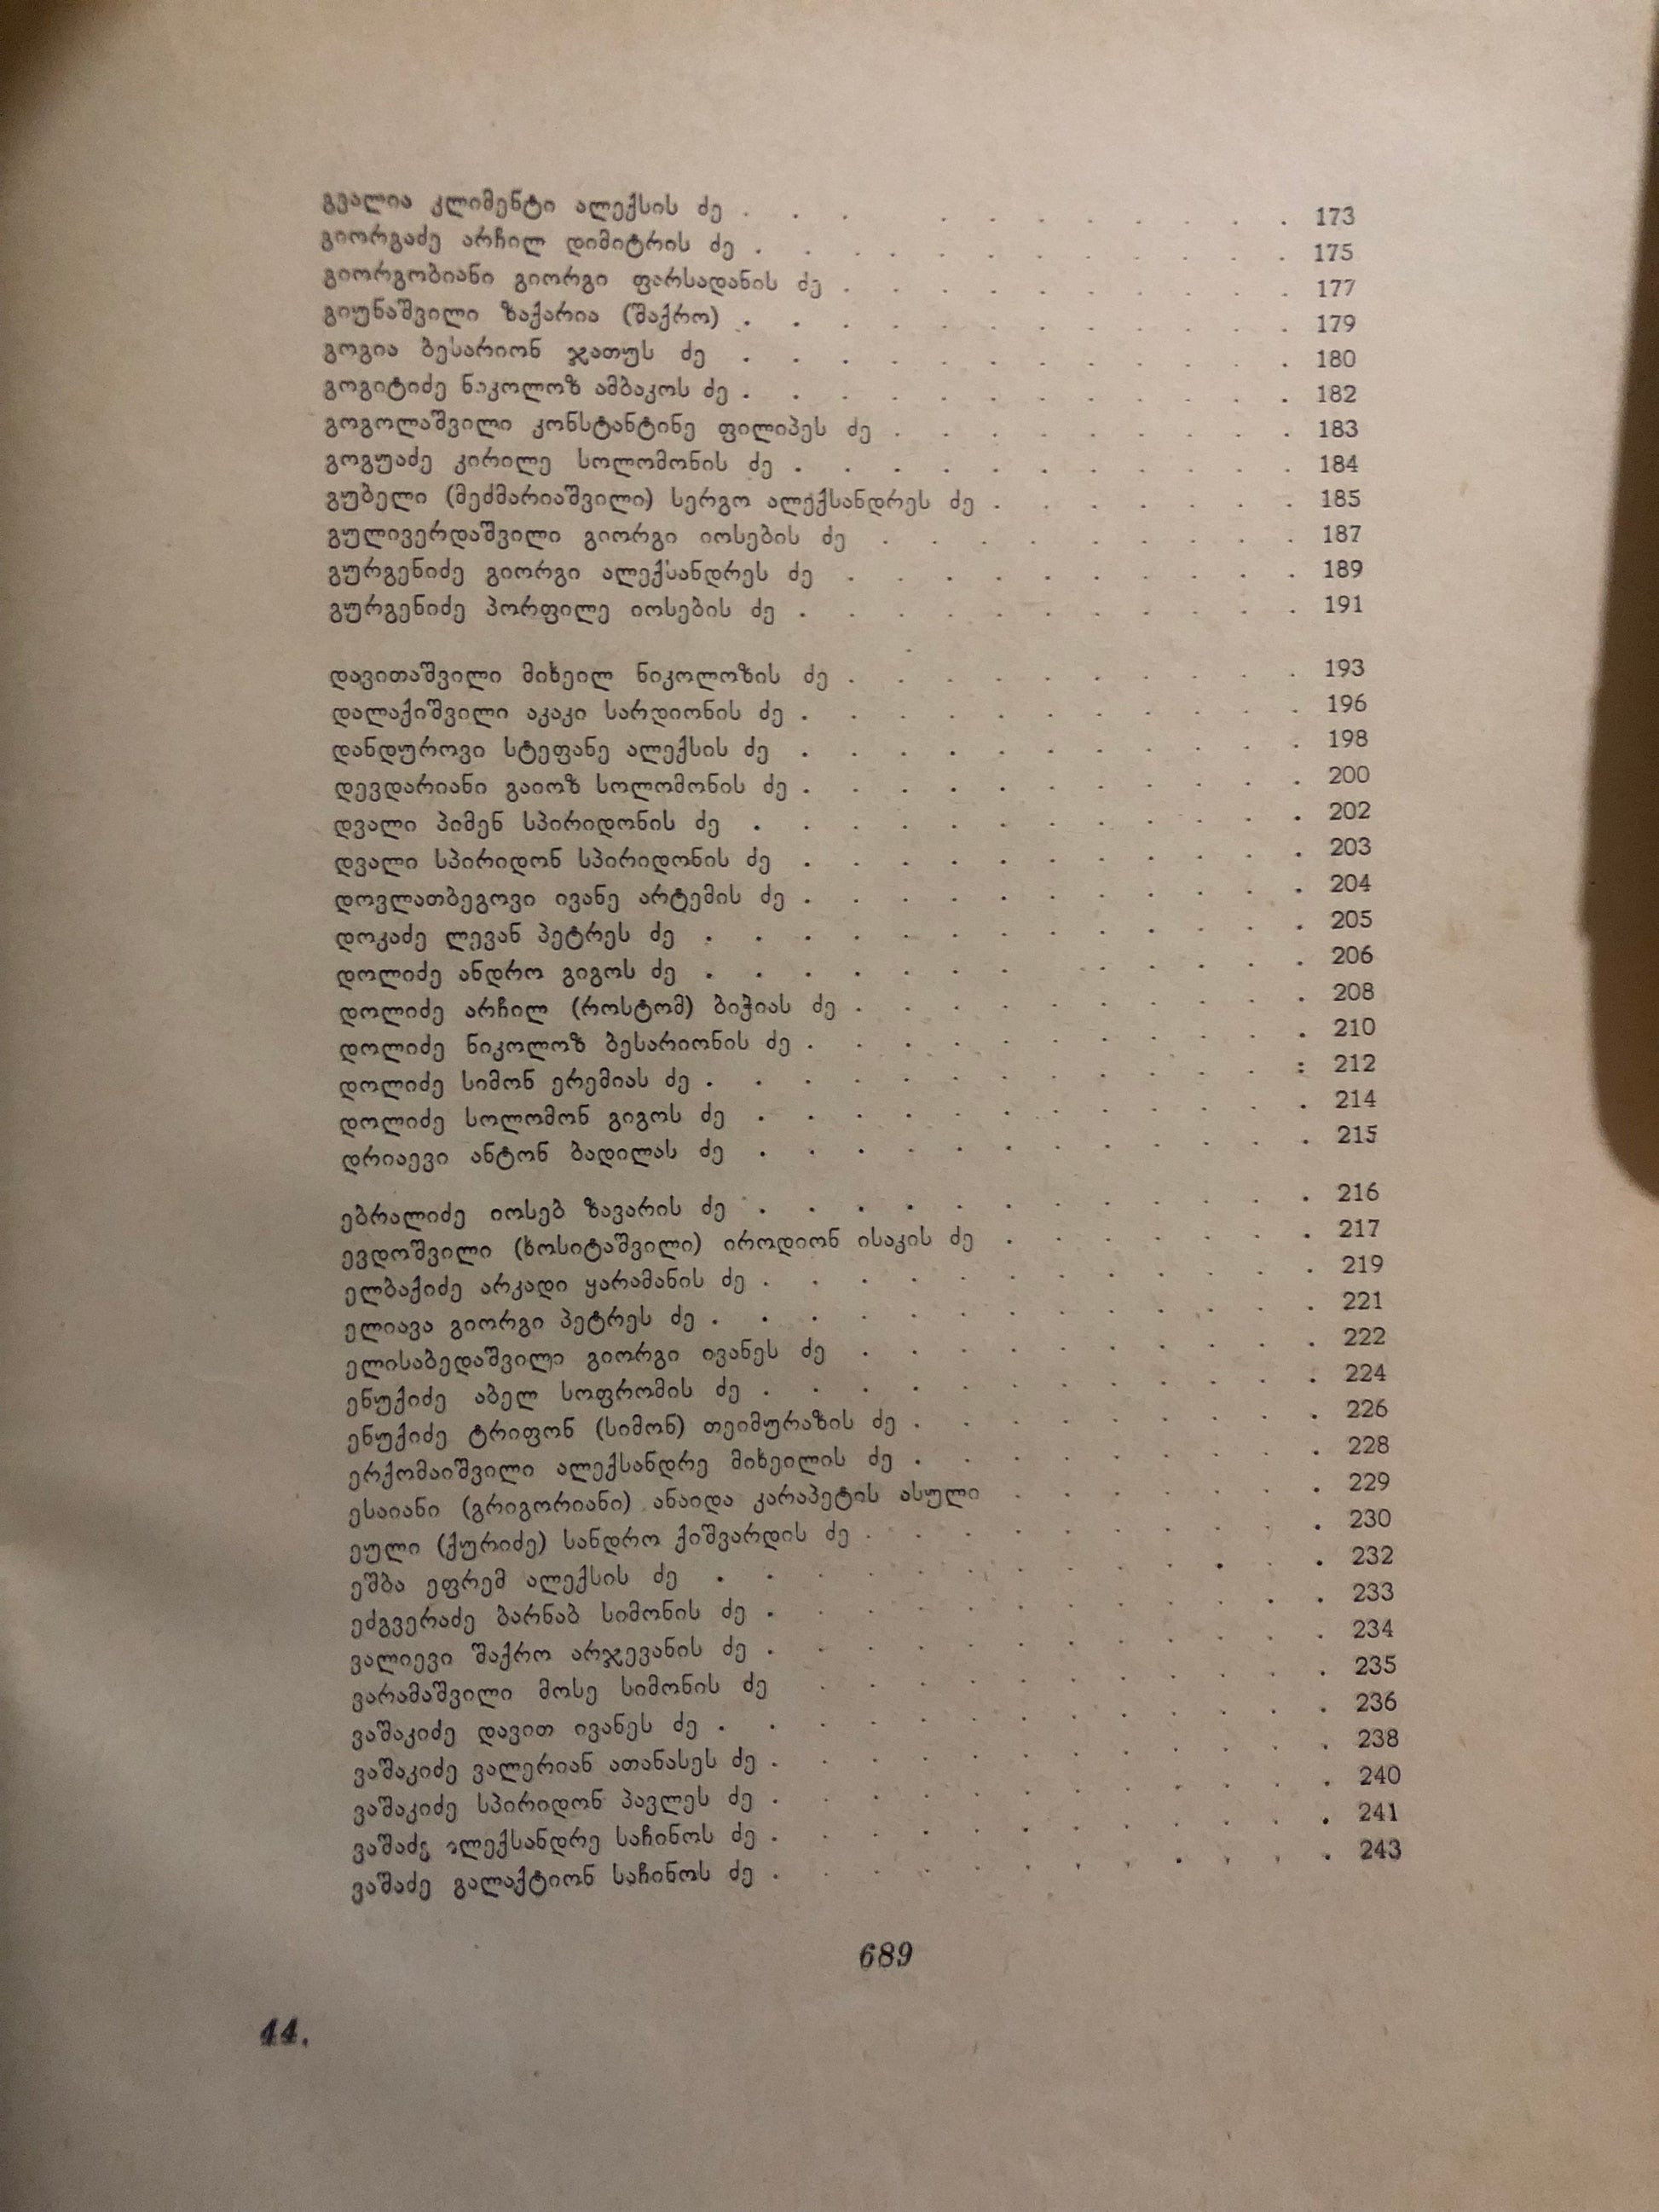 გვალია კლიმენტი ალექსის ძე . . . . . . . . . . . 173
გიორგაძე არჩილ დიმიტრის ძე . . . . . . . . . . . 175
გიორგობიანი გიორგი ფარსადანის ძე . . . . . . . . . . 177
გიუნაშვილი ზაქარია (შაქრო) . . . . . . . . . . . . 179
გოგია ბესარიონ ჯათუს ძე . . . . . . . . . . . . 180
გოგიტიძე ნიკოლოზ ამბაკოს ძე . . . . . . . . . . . . 182
გოგოლაშვილი კონსტანტინე ფილიპეს ძე . . . . . . . . . 183
გოგუაძე კირილე სოლომონის ძე . . . . . . . . . . . 184
გუბელი (მეძმარიაშვილი) სერგო ალექსანდრეს ძე . . . . . . . 185
გულივერდაშვილი გიორგი იოსების ძე . . . . . . . . . 187
გურგენიძე გიორგი ალექსანდრეს ძე . . . . . . . . . . 189
გურგენიძე პორფილე იოსების ძე . . . . . . . . . . . 191
დავითაშვილი მიხეილ ნიკოლოზის ძე . . . . . . . . . . 193
დალაქიშვილი აკაკი სარდიონის ძე . . . . . . . . . . . 196
დანდუროვი სტეფანე ალექსის ძე . . . . . . . . . . . 198
დევდარიანი გაიოზ სოლომონის ძე . . . . . . . . . . . 200
დვალი პიმენ სპირიდონის ძე . . . . . . . . . . . . 202
დვალი სპირიდონ სპირიდონის ძე . . . . . . . . . . . 203
დოვლათბეგოვი ივანე არტემის ძე . . . . . . . . . . . 204
დოკაძე ლევან პეტრეს ძე . . . . . . . . . . . . . 205
დოლიძე ანდრო გიგოს ძე . . . . . . . . . . . . 206
დოლიძე არჩილ (როსტომ) ბიჭიას ძე . . . . . . . . . . 208
დოლიძე ნიკოლოზ ბესარიონის ძე . . . . . . . . . . . 210
დოლიძე სიმონ ერემიას ძე . . . . . . . . . . . . : 212
დოლიძე სოლომონ გიგოს ძე . . . . . . . . . . . . 214
დრიაევი ანტონ ბადილას ძე . . . . . . . . . . . . 215
ებრალიძე იოსებ ზავარის ძე . . . . . . . . . . . . 216
ევდოშვილი (ხოსიტაშვილი) იროდიონ ისაკის ძე . . . . . . . 217
ელბაქიძე არკადი ყარამანის ძე . . . . . . . . . . . . 219
ელიავა გიორგი პეტრეს ძე . . . . . . . . . . . . . 221
ელისაბედაშვილი გიორგი ივანეს ძე . . . . . . . . . . 222
ენუქიძე აბელ სოფრომის ძე . . . . . . . . . . . . 224
ენუქიძე ტრიფონ (სიმონ) თეიმურაზის ძე . . . . . . . . . 226
ერქომაიშვილი ალექსანდრე მიხეილის ძე . . . . . . . . . 228
ესაიანი (გრიგორიანი) ანაიდა კარაპეტის ასული . . . . . . . 229
ეული (ქურიძე) სანდრო ქიშვარდის ძე . . . . . . . . . . 230
ეშბა ეფრემ ალექსის ძე . . . . . . . . . . . . . 232
ეძგვერაძე ბარნაბ სიმონის ძე . . . . . . . . . . . . 233
ვალიევი შაქრო არჯევანის ძე . . . . . . . . . . . . 234
ვარამაშვილი მოსე სიმონის ძე . . . . . . . . . . . 235
ვაშაკიძე დავით ივანეს ძე . . . . . . . . . . . . . 236
ვაშაკიძე ვალერიან ათანასეს ძე . . . . . . . . . . . . 238
ვაშაკიძე სპირიდონ პავლეს ძე . . . . . . . . . . . . 240
ვაშაძე ალექსანდრე საჩინოს ძე . . . . . . . . . . . . 241
ვაშაძე გალაქტიონ საჩინოს ძე . . . . . . . . . . . . 243
689
44.